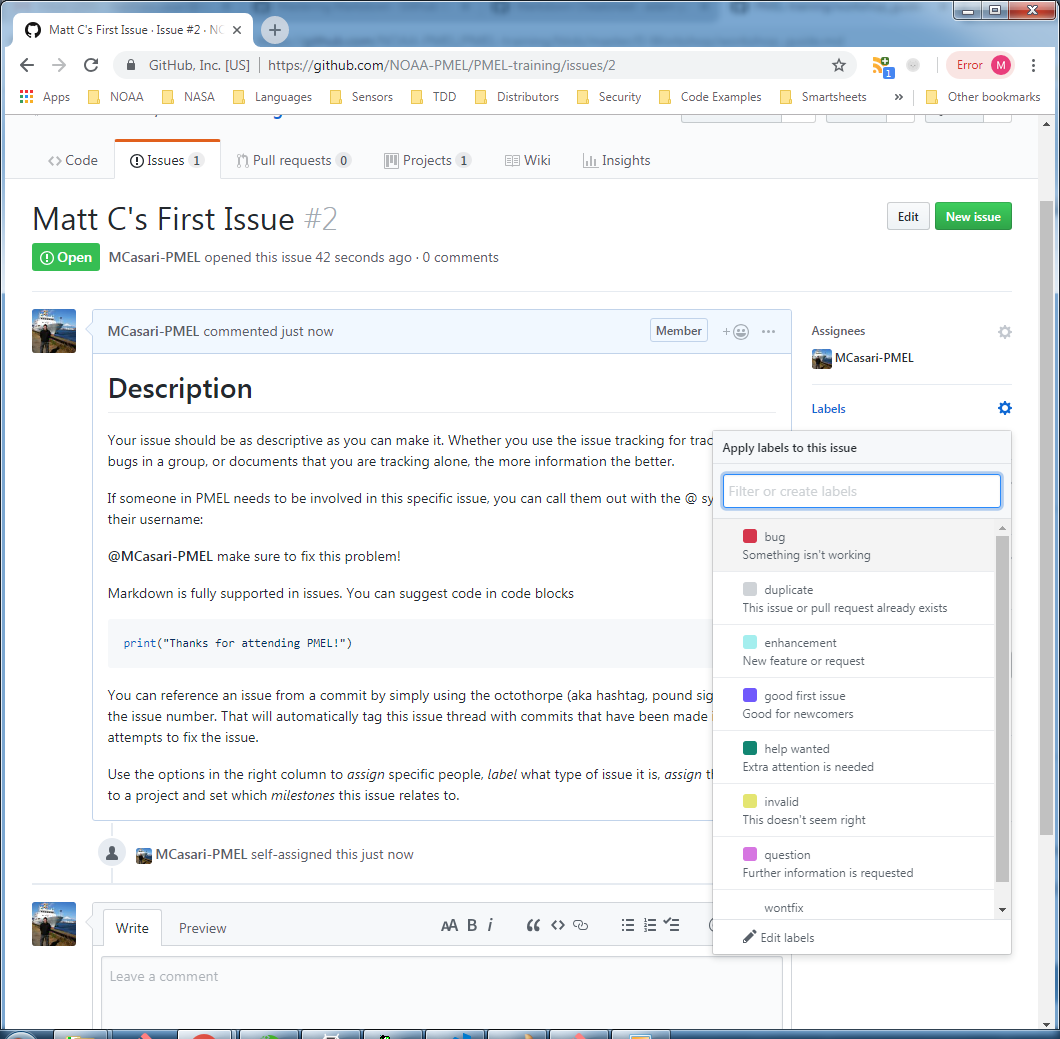 Matt C's First Issue · Issue #2 · NO
GitHub, Inc. [US] | https://github.com/NOAA-PMEL/PMEL-training/issues/2
1
Error M
Apps NOAA NASA Languages Sensors TDD Distributors Security Code Examples Smartsheets » Other bookmarks
Code Issues 1 Pull requests 0 Projects 1 Wiki Insights
Matt C's First Issue #2
Edit New issue
Open MCasari-PMEL opened this issue 42 seconds ago · 0 comments
MCasari-PMEL commented just now Member
Description
Your issue should be as descriptive as you can make it. Whether you use the issue tracking for trac
bugs in a group, or documents that you are tracking alone, the more information the better.
If someone in PMEL needs to be involved in this specific issue, you can call them out with the @ sy
their username:
@MCasari-PMEL make sure to fix this problem!
Markdown is fully supported in issues. You can suggest code in code blocks
print("Thanks for attending PMEL!")
You can reference an issue from a commit by simply using the octothorpe (aka hashtag, pound sig
the issue number. That will automatically tag this issue thread with commits that have been made i
attempts to fix the issue.
Use the options in the right column to assign specific people, label what type of issue it is, assign t
to a project and set which milestones this issue relates to.
MCasari-PMEL self-assigned this just now
Write Preview
AA B i
Leave a comment
Assignees
MCasari-PMEL
Labels
Apply labels to this issue
Filter or create labels
bug
Something isn't working
duplicate
This issue or pull request already exists
enhancement
New feature or request
good first issue
Good for newcomers
help wanted
Extra attention is needed
invalid
This doesn't seem right
question
Further information is requested
wontfix
Edit labels